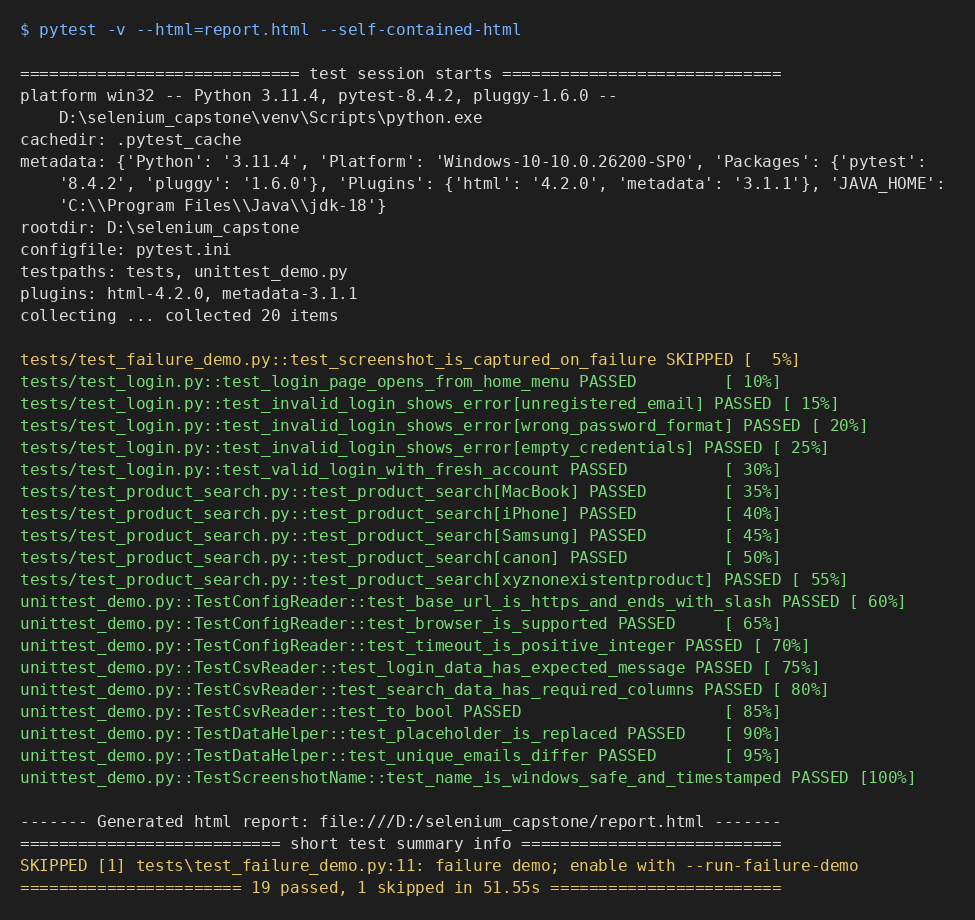 $ pytest -v --html=report.html --self-contained-html
============================= test session starts =============================
platform win32 -- Python 3.11.4, pytest-8.4.2, pluggy-1.6.0 --
D:\selenium_capstone\venv\Scripts\python.exe
cachedir: .pytest_cache
metadata: {'Python': '3.11.4', 'Platform': 'Windows-10-10.0.26200-SP0', 'Packages': {'pytest':
'8.4.2', 'pluggy': '1.6.0'}, 'Plugins': {'html': '4.2.0', 'metadata': '3.1.1'}, 'JAVA_HOME':
'C:\\Program Files\\Java\\jdk-18'}
rootdir: D:\selenium_capstone
configfile: pytest.ini
testpaths: tests, unittest_demo.py
plugins: html-4.2.0, metadata-3.1.1
collecting ... collected 20 items
tests/test_failure_demo.py::test_screenshot_is_captured_on_failure SKIPPED [  5%]
tests/test_login.py::test_login_page_opens_from_home_menu PASSED         [ 10%]
tests/test_login.py::test_invalid_login_shows_error[unregistered_email] PASSED [ 15%]
tests/test_login.py::test_invalid_login_shows_error[wrong_password_format] PASSED [ 20%]
tests/test_login.py::test_invalid_login_shows_error[empty_credentials] PASSED [ 25%]
tests/test_login.py::test_valid_login_with_fresh_account PASSED          [ 30%]
tests/test_product_search.py::test_product_search[MacBook] PASSED        [ 35%]
tests/test_product_search.py::test_product_search[iPhone] PASSED         [ 40%]
tests/test_product_search.py::test_product_search[Samsung] PASSED        [ 45%]
tests/test_product_search.py::test_product_search[canon] PASSED          [ 50%]
tests/test_product_search.py::test_product_search[xyznonexistentproduct] PASSED [ 55%]
unittest_demo.py::TestConfigReader::test_base_url_is_https_and_ends_with_slash PASSED [ 60%]
unittest_demo.py::TestConfigReader::test_browser_is_supported PASSED     [ 65%]
unittest_demo.py::TestConfigReader::test_timeout_is_positive_integer PASSED [ 70%]
unittest_demo.py::TestCsvReader::test_login_data_has_expected_message PASSED [ 75%]
unittest_demo.py::TestCsvReader::test_search_data_has_required_columns PASSED [ 80%]
unittest_demo.py::TestCsvReader::test_to_bool PASSED                     [ 85%]
unittest_demo.py::TestDataHelper::test_placeholder_is_replaced PASSED    [ 90%]
unittest_demo.py::TestDataHelper::test_unique_emails_differ PASSED       [ 95%]
unittest_demo.py::TestScreenshotName::test_name_is_windows_safe_and_timestamped PASSED [100%]
------- Generated html report: file:///D:/selenium_capstone/report.html -------
=========================== short test summary info ===========================
SKIPPED [1] tests\test_failure_demo.py:11: failure demo; enable with --run-failure-demo
======================= 19 passed, 1 skipped in 51.55s ========================